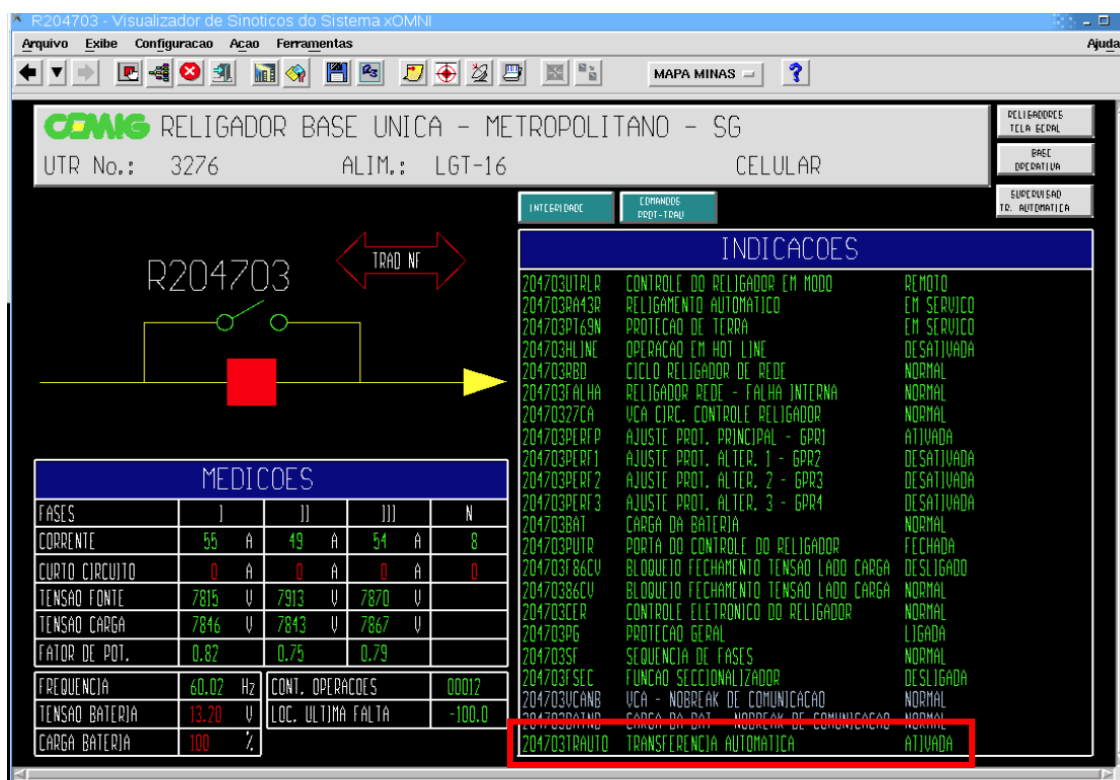 R204703 - Visualizador de Sinoticos do Sistema xOMNI
Arquivo Exibe Configuracao Acao Ferramentas Ajuda
MAPA MINAS
CEMIG RELIGADOR BASE UNICA - METROPOLITANO - SG
UTR No.: 3276 ALIM.: LGT-16 CELULAR
RELIGADORES
TELA GERAL
BASE
OPERATIVA
SUPERVISAO
TR. AUTOMATICA
INTEGRIDADE
COMANDOS
PROT-TRAU
TRAD NF
R204703
INDICACOES
204703UTRLR CONTROLE DO RELIGADOR EM MODO REMOTO
204703RA43R RELIGAMENTO AUTOMATICO EM SERVICO
204703PT69N PROTECAO DE TERRA EM SERVICO
204703HLINE OPERACAO EM HOT LINE DESATIVADA
204703RBD CICLO RELIGADOR DE REDE NORMAL
204703FALHA RELIGADOR REDE - FALHA INTERNA NORMAL
20470327CA VCA CIRC. CONTROLE RELIGADOR NORMAL
204703PERFP AJUSTE PROT. PRINCIPAL - GPR1 ATIVADA
204703PERF1 AJUSTE PROT. ALTER. 1 - GPR2 DESATIVADA
204703PERF2 AJUSTE PROT. ALTER. 2 - GPR3 DESATIVADA
204703PERF3 AJUSTE PROT. ALTER. 3 - GPR4 DESATIVADA
204703BAT CARGA DA BATERIA NORMAL
204703PUTR PORTA DO CONTROLE DO RELIGADOR FECHADA
204703F86CV BLOQUEIO FECHAMENTO TENSAO LADO CARGA DESLIGADO
20470386CV BLOQUEIO FECHAMENTO TENSAO LADO CARGA NORMAL
204703CER CONTROLE ELETRONICO DO RELIGADOR NORMAL
204703PG PROTECAO GERAL LIGADA
204703SF SEQUENCIA DE FASES NORMAL
204703FSEC FUNCAO SECCIONALIZADOR DESLIGADA
204703VCANB VCA - NOBREAK DE COMUNICACAO NORMAL
204703BATNB CARGA DA BAT - NOBREAK DE COMUNICACAO NORMAL
204703TRAUTO TRANSFERENCIA AUTOMATICA ATIVADA
MEDICOES
FASES I II III N
CORRENTE 55 A 49 A 54 A 8
CURTO CIRCUITO 0 A 0 A 0 A 0
TENSAO FONTE 7815 V 7913 V 7870 V
TENSAO CARGA 7846 V 7843 V 7867 V
FATOR DE POT. 0.82 0.75 0.79
FREQUENCIA 60.02 Hz CONT. OPERACOES 00012
TENSAO BATERIA 13.20 V LOC. ULTIMA FALTA -100.0
CARGA BATERIA 100 %